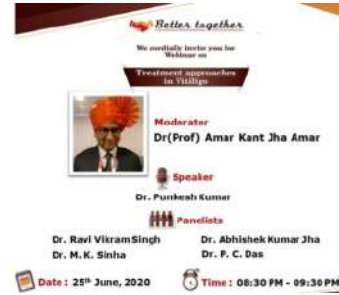 Better together
We cordially invite you for
Webinar on
Treatment approaches
in Vitiligo
Moderator
Dr(Prof) Amar Kant Jha Amar
Speaker
Dr. Punkesh Kumar
Panelists
Dr. Ravi Vikram Singh
Dr. Abhishek Kumar Jha
Dr. M. K. Sinha
Dr. P. C. Das
Date : 25th June, 2020
Time : 08:30 PM - 09:30 PM